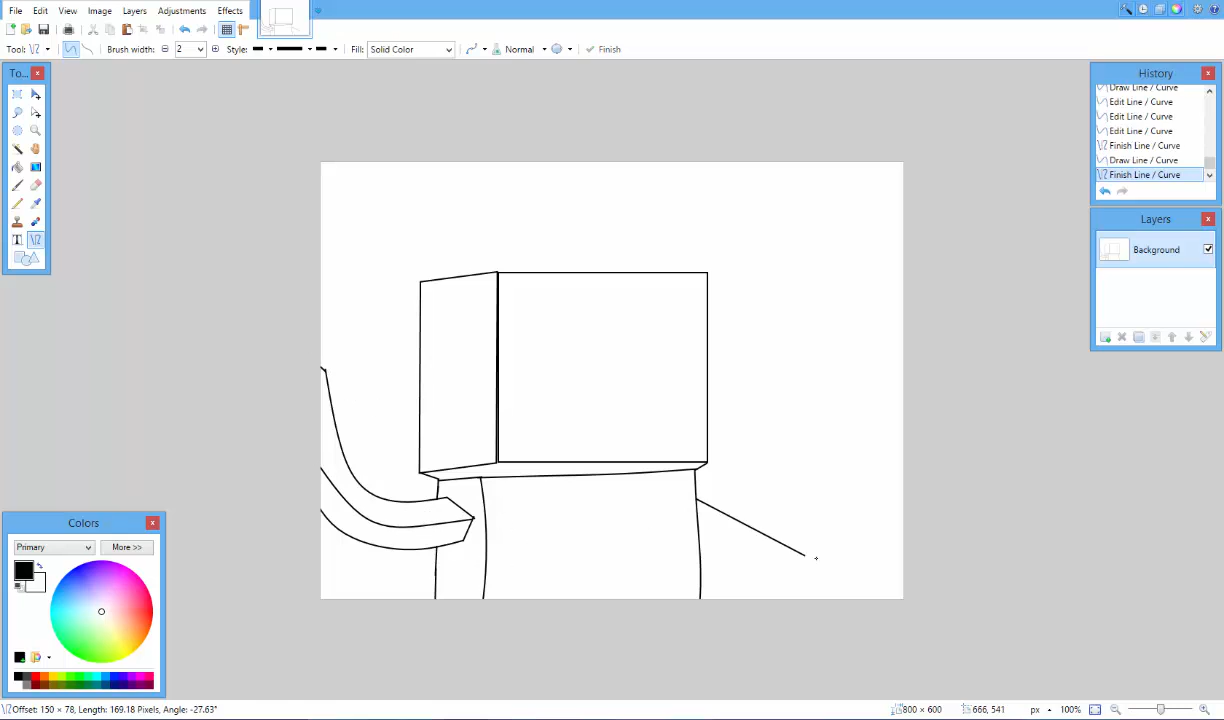 File Edit View Image Layers Adjustments Effects
Tool: Brush width: 2 Style: Fill: Solid Color Normal Finish
To... x
T
History x
Draw Line / Curve
Edit Line / Curve
Edit Line / Curve
Edit Line / Curve
Finish Line / Curve
Draw Line / Curve
Finish Line / Curve
Layers x
Background
Colors x
Primary More >>
Offset: 150 × 78, Length: 169.18 Pixels, Angle: -27.63° 800 × 600 666, 541 px 100%